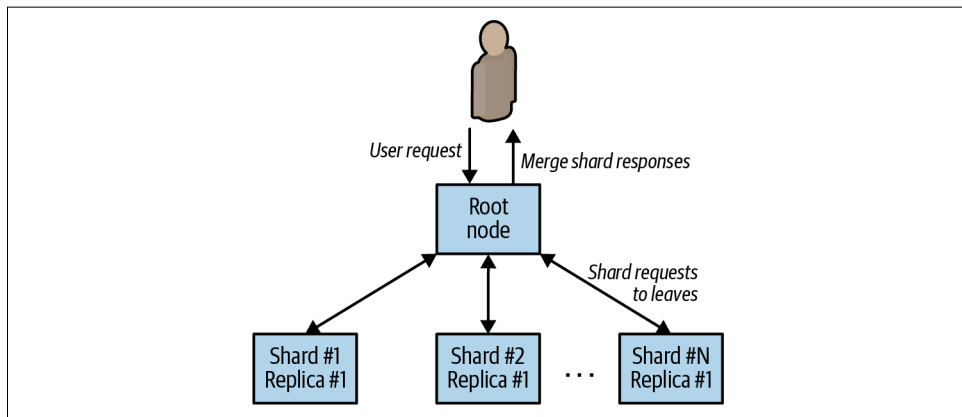 User request
Merge shard responses
Root
node
Shard requests
to leaves
Shard #1
Replica #1
Shard #2
Replica #1
...
Shard #N
Replica #1